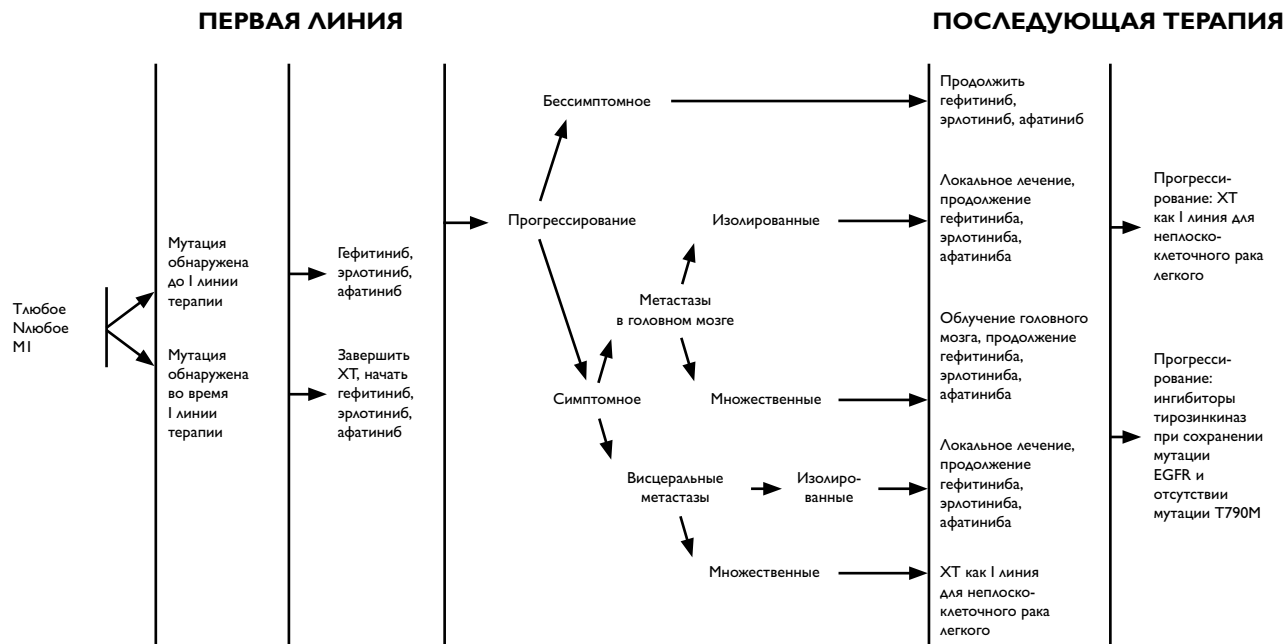 ПЕРВАЯ ЛИНИЯ
ПОСЛЕДУЮЩАЯ ТЕРАПИЯ
Tлюбое
Nлюбое
M1
Мутация
обнаружена
до I линии
терапии
Мутация
обнаружена
во время
I линии
терапии
Гефитиниб,
эрлотиниб,
афатиниб
Завершить
ХТ, начать
гефитиниб,
эрлотиниб,
афатиниб
Прогрессирование
Бессимптомное
Симптомное
Метастазы
в головном мозге
Изолированные
Множественные
Висцеральные
метастазы
Изолиро-
ванные
Множественные
Продолжить
гефитиниб,
эрлотиниб, афатиниб
Локальное лечение,
продолжение
гефитиниба,
эрлотиниба,
афатиниба
Облучение головного
мозга, продолжение
гефитиниба,
эрлотиниба,
афатиниба
Локальное лечение,
продолжение
гефитиниба,
эрлотиниба,
афатиниба
ХТ как I линия
для неплоско-
клеточного рака
легкого
Прогресси-
рование: ХТ
как I линия для
неплоско-
клеточного рака
легкого
Прогресси-
рование:
ингибиторы
тирозинкиназ
при сохранении
мутации
EGFR и
отсутствии
мутации T790M